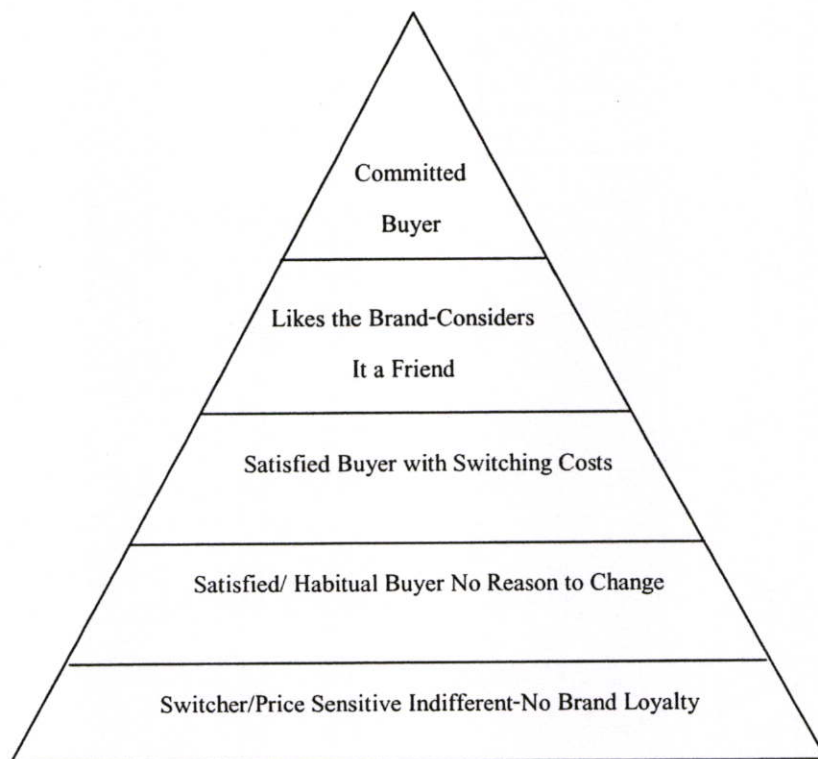 Committed
Buyer
Likes the Brand-Considers
It a Friend
Satisfied Buyer with Switching Costs
Satisfied/ Habitual Buyer No Reason to Change
Switcher/Price Sensitive Indifferent-No Brand Loyalty